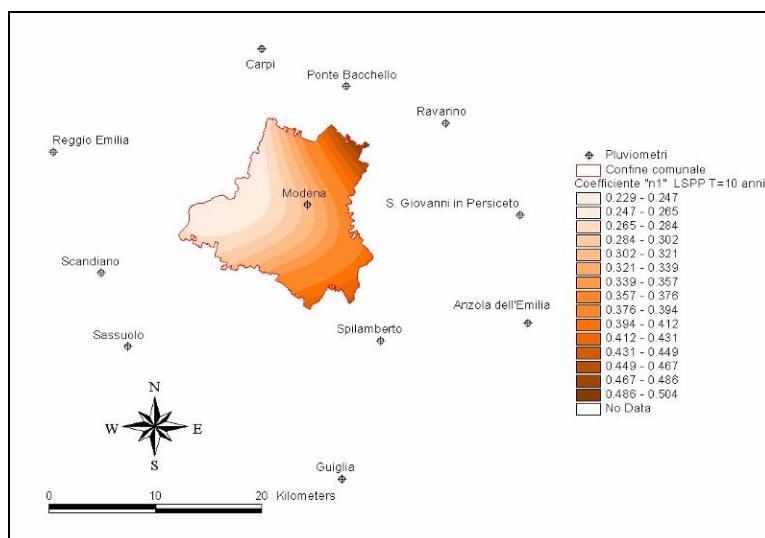 Carpi
Ponte Bacchello
Ravarino
Reggio Emilia
Modena
S. Giovanni in Persiceto
Scandiano
Anzola dell'Emilia
Sassuolo
Spilamberto
Guiglia
N
W E
S
0 10 20 Kilometers
Pluviometri
Confine comunale
Coefficiente "n1" LSPP T=10 anni
0.229 - 0.247
0.247 - 0.265
0.265 - 0.284
0.284 - 0.302
0.302 - 0.321
0.321 - 0.339
0.339 - 0.357
0.357 - 0.376
0.376 - 0.394
0.394 - 0.412
0.412 - 0.431
0.431 - 0.449
0.449 - 0.467
0.467 - 0.486
0.486 - 0.504
No Data